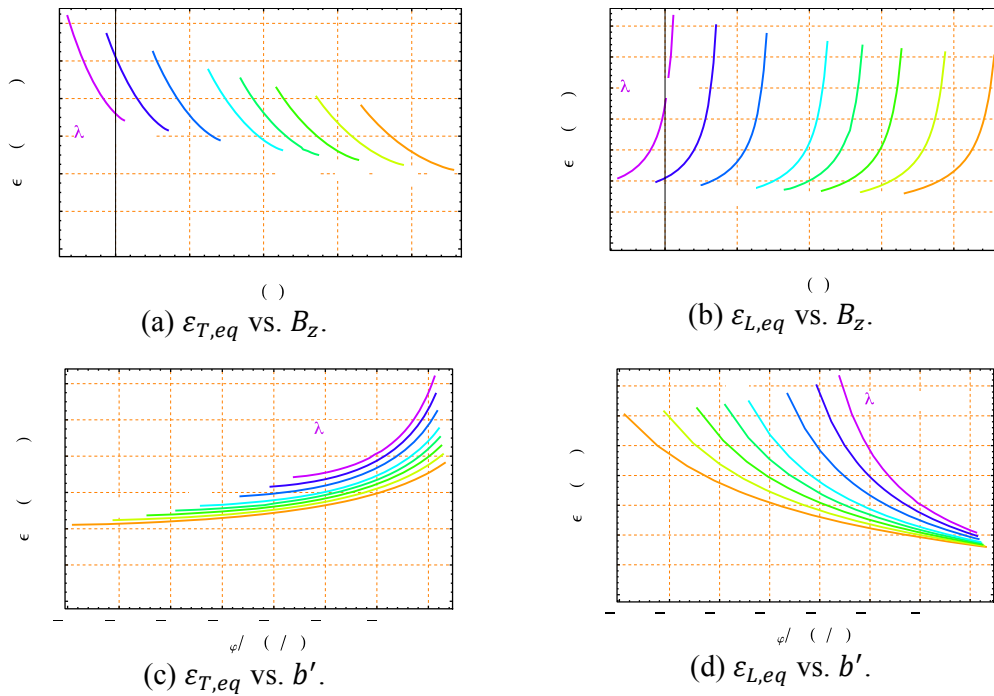 λ
ϵ ( )
( )
(a) ε_{T,eq} vs. B_z.
λ
ϵ ( )
( )
(b) ε_{L,eq} vs. B_z.
λ
ϵ ( )
– – – – – –
φ/ ( / )
(c) ε_{T,eq} vs. b′.
λ
ϵ ( )
– – – – – –
φ/ ( / )
(d) ε_{L,eq} vs. b′.